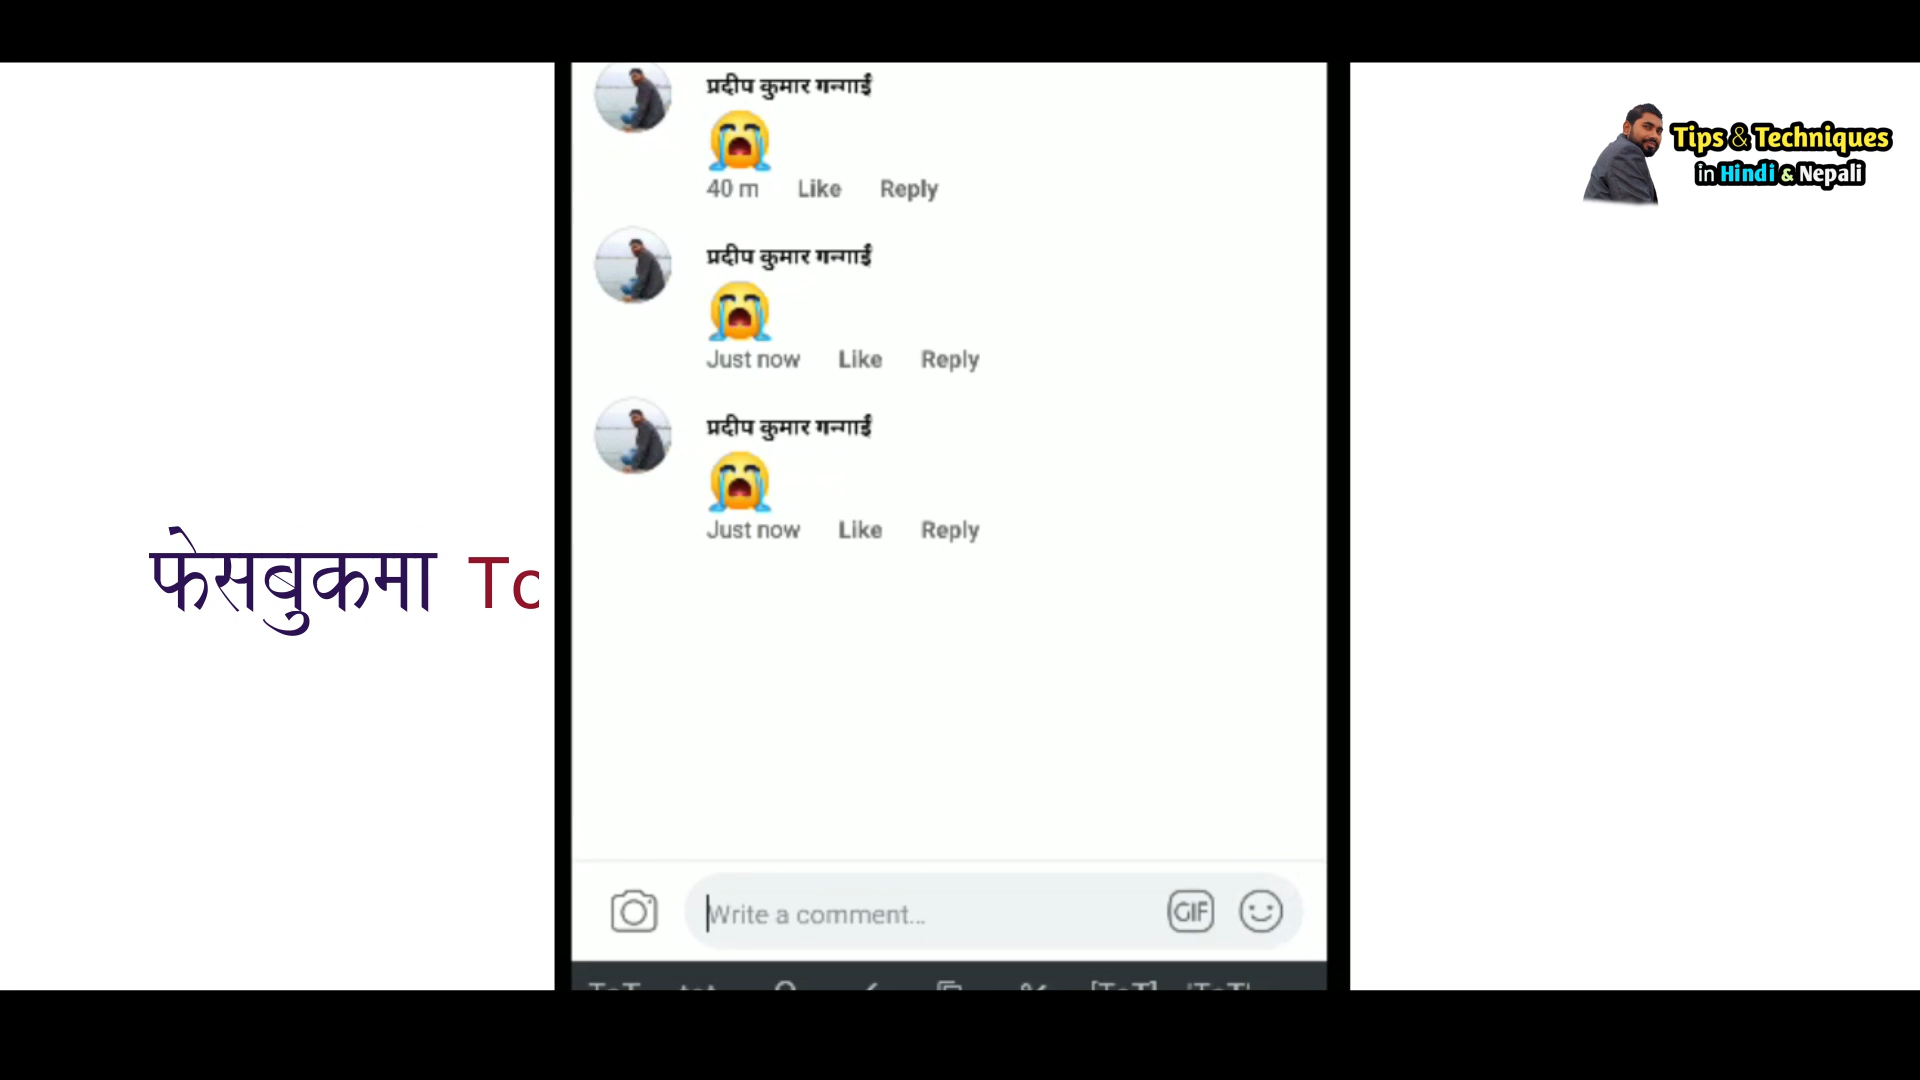 प्रदीप कुमार गन्गाईं
40 m Like Reply
प्रदीप कुमार गन्गाईं
Just now Like Reply
प्रदीप कुमार गन्गाईं
Just now Like Reply
फेसबुकमा To
Write a comment...
GIF
Tips & Techniques
in Hindi & Nepali